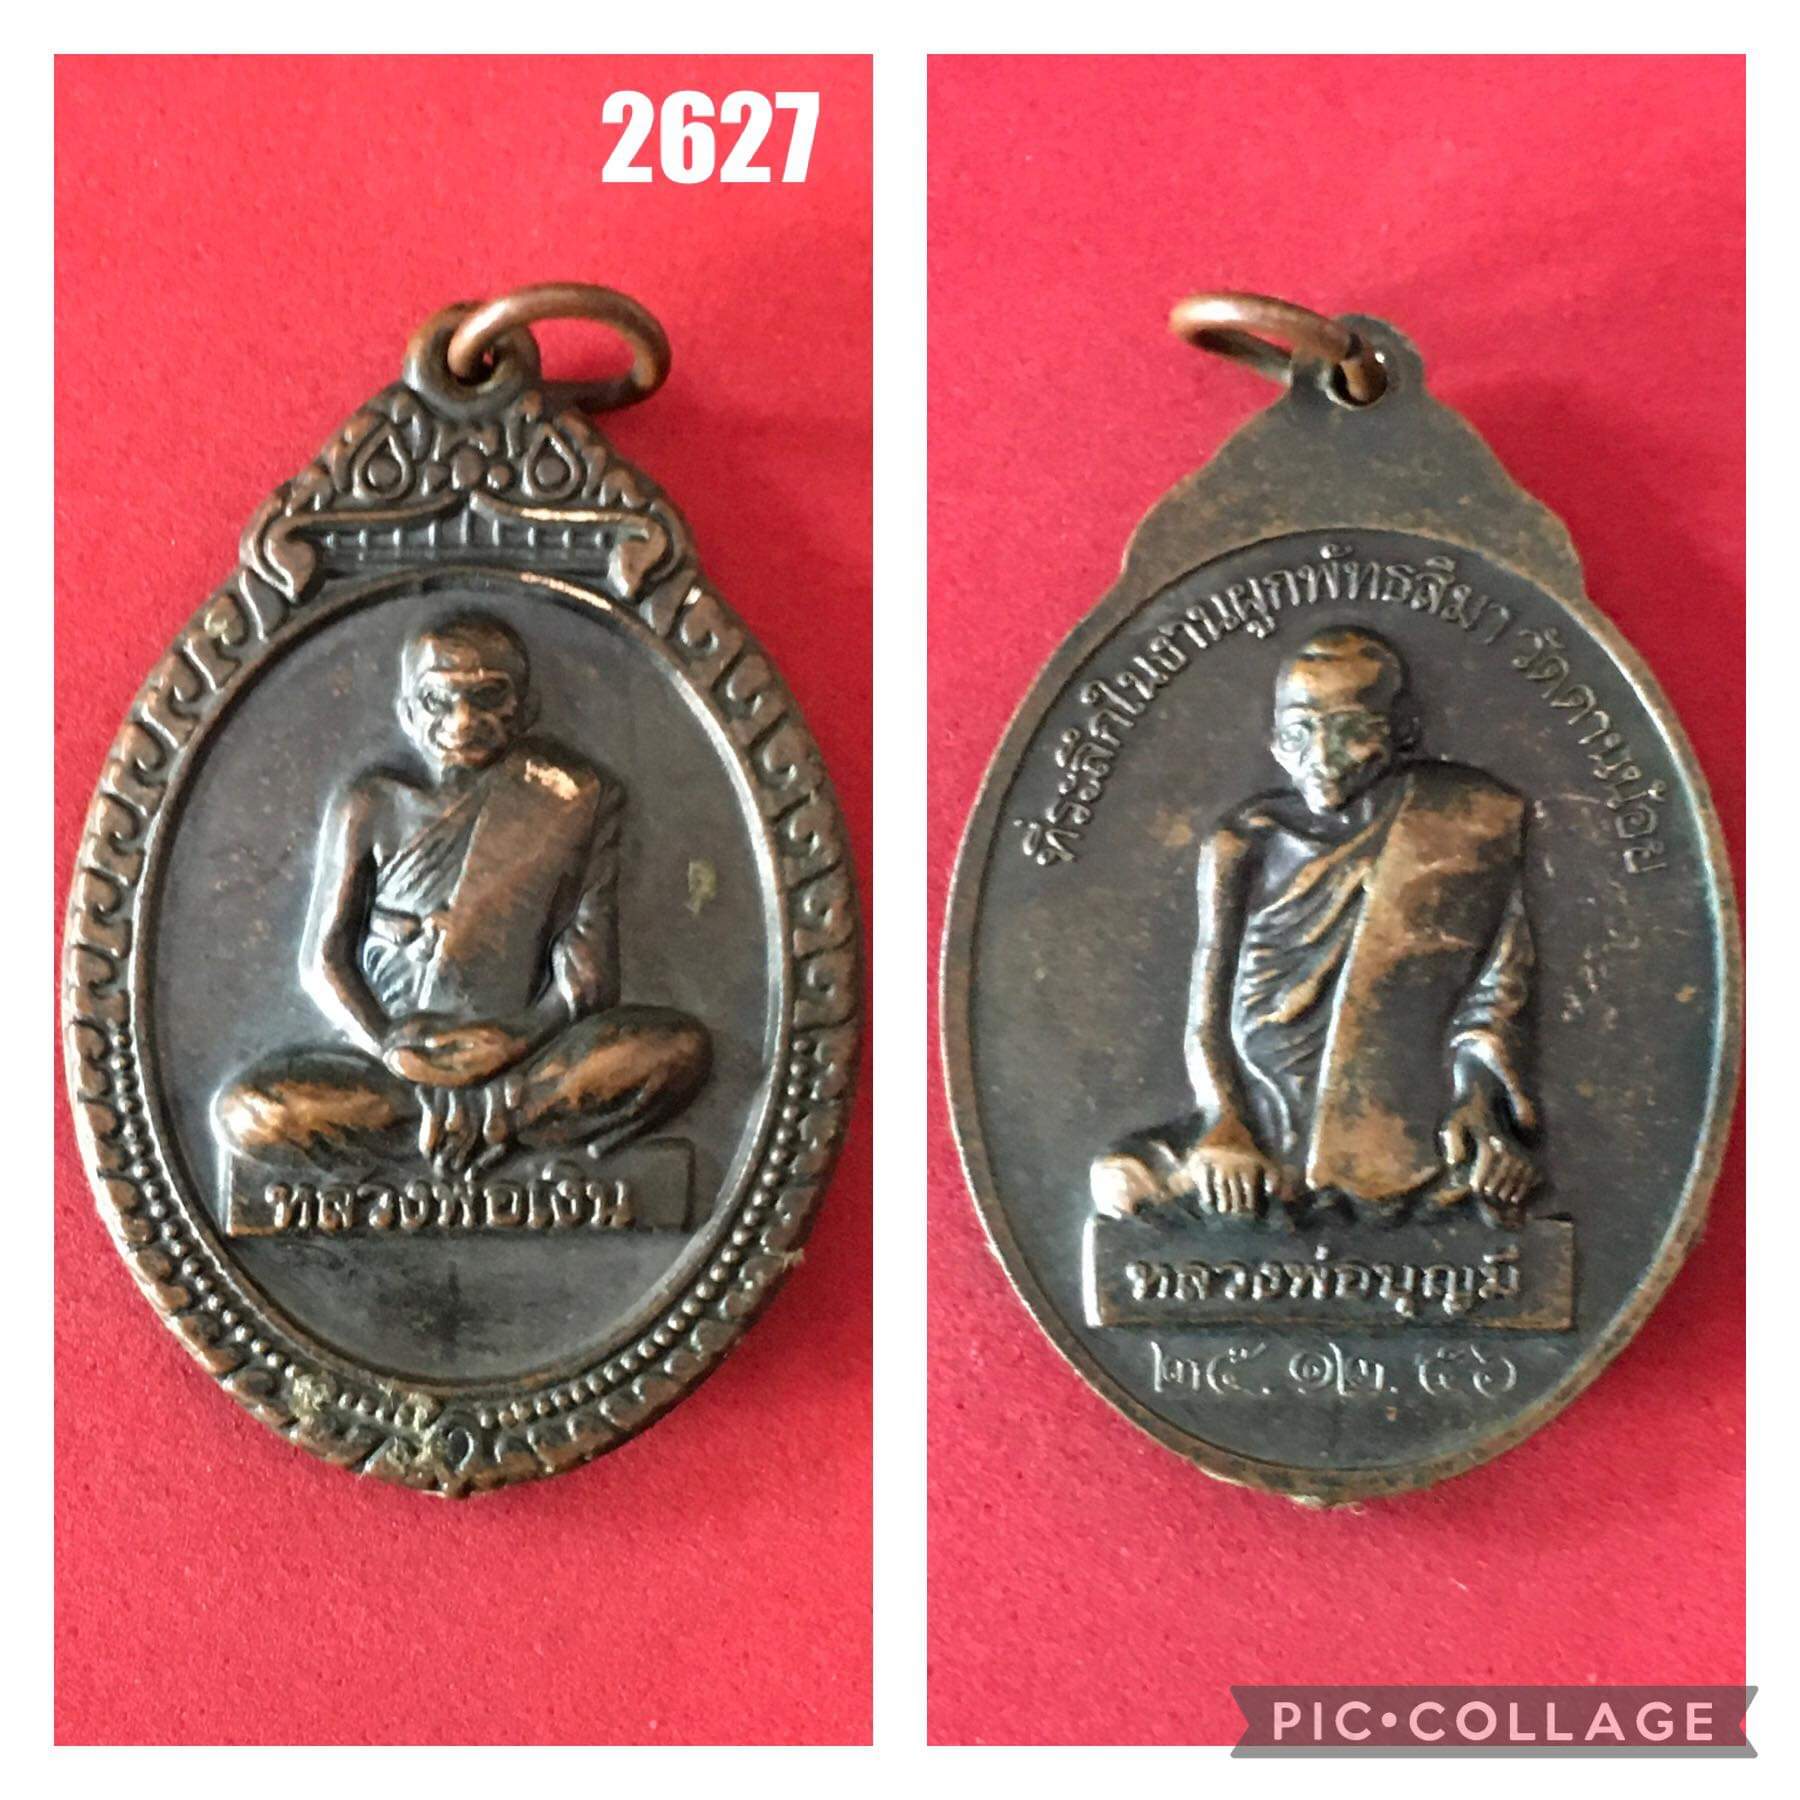 2627
หลวงพ่อเงิน
ที่ระลึกในงานผูกพัทธสีมา วัดตานน้อย
หลวงพ่อบุญมี
๒๕. ๑๒. ๕๖
PIC•COLLAGE